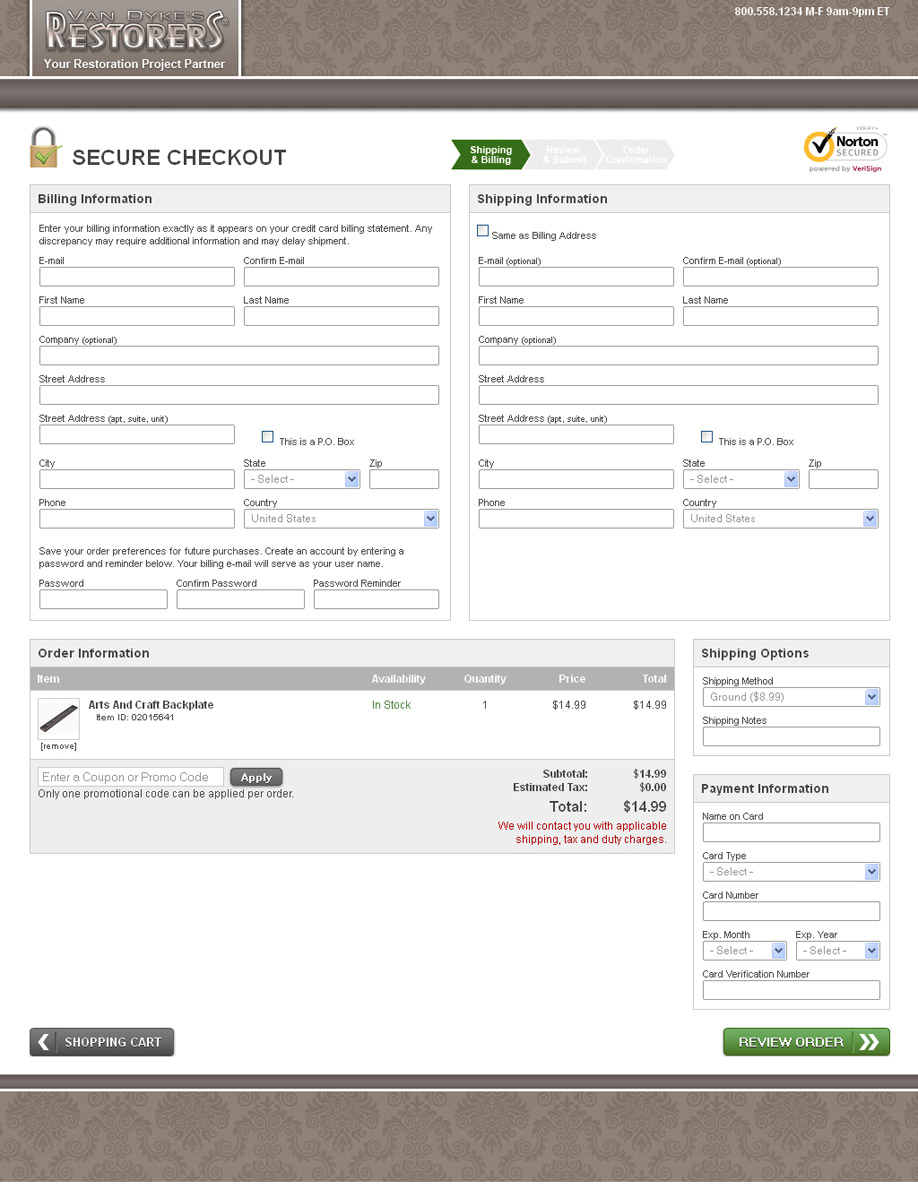 800.558.1234 M-F 9am-9pm ET
VAN DYKE'S
RESTORERS®
Your Restoration Project Partner
SECURE CHECKOUT
Shipping & Billing
Review & Submit
Order Confirmation
VERIFY▸
Norton™
SECURED
powered by VeriSign
Billing Information
Enter your billing information exactly as it appears on your credit card billing statement. Any
discrepancy may require additional information and may delay shipment.
E-mail
Confirm E-mail
First Name
Last Name
Company (optional)
Street Address
Street Address (apt, suite, unit)
This is a P.O. Box
City
State
Zip
- Select -
Phone
Country
United States
Save your order preferences for future purchases. Create an account by entering a
password and reminder below. Your billing e-mail will serve as your user name.
Password
Confirm Password
Password Reminder
Shipping Information
Same as Billing Address
E-mail (optional)
Confirm E-mail (optional)
First Name
Last Name
Company (optional)
Street Address
Street Address (apt, suite, unit)
This is a P.O. Box
City
State
Zip
- Select -
Phone
Country
United States
Order Information
Item Availability Quantity Price Total
Arts And Craft Backplate In Stock 1 $14.99 $14.99
Item ID: 02015641
[remove]
Enter a Coupon or Promo Code
Apply
Only one promotional code can be applied per order.
Subtotal: $14.99
Estimated Tax: $0.00
Total: $14.99
We will contact you with applicable
shipping, tax and duty charges.
Shipping Options
Shipping Method
Ground ($8.99)
Shipping Notes
Payment Information
Name on Card
Card Type
- Select -
Card Number
Exp. Month
Exp. Year
- Select -
- Select -
Card Verification Number
SHOPPING CART
REVIEW ORDER